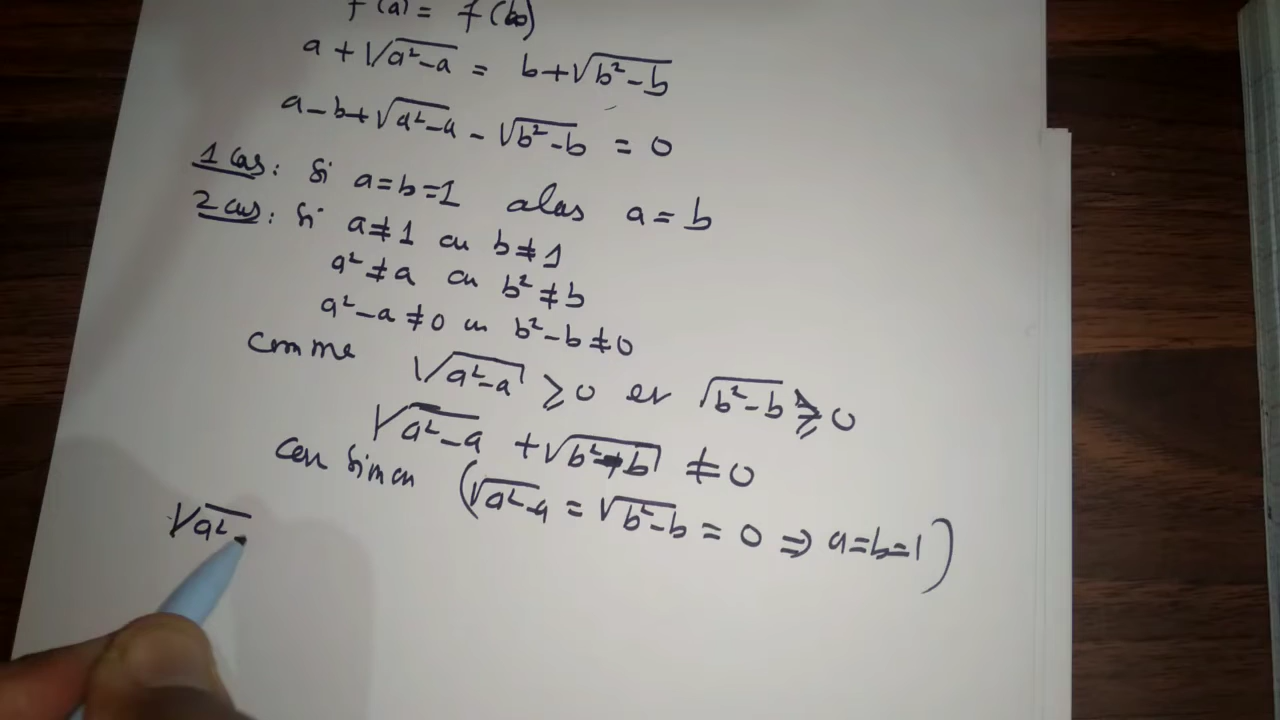 f(a) = f(b)
a + √(a² - a) = b + √(b² - b)
a - b + √(a² - a) - √(b² - b) = 0
1 cas : Si a = b = 1 alors a = b
2 cas : Si a ≠ 1 ou b ≠ 1
a² ≠ a ou b² ≠ b
a² - a ≠ 0 ou b² - b ≠ 0
Comme √(a² - a) ⩾ 0 et √(b² - b) ⩾ 0
√(a² - a) + √(b² - b) ≠ 0
Car sinon (√(a² - a) = √(b² - b) = 0 ⇒ a = b = 1)
√(a² -